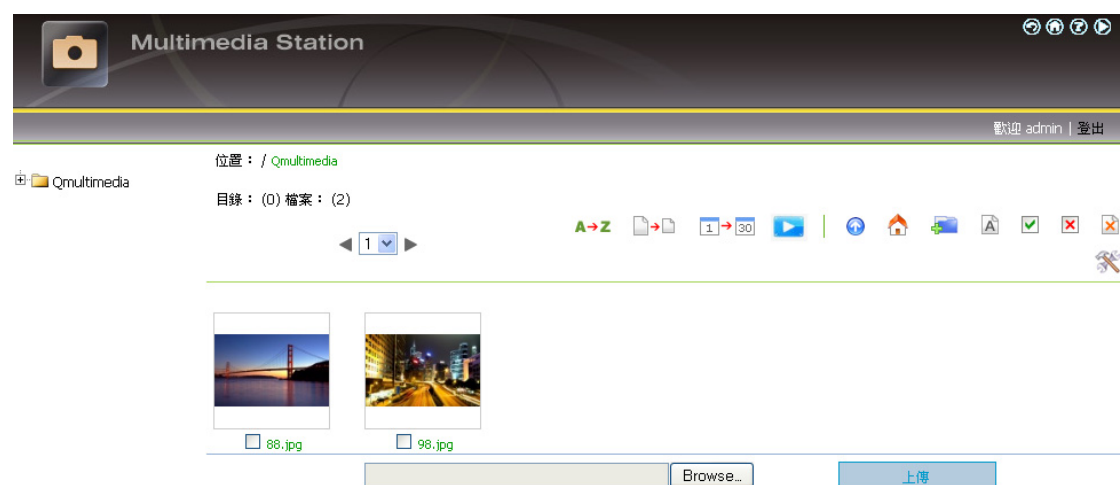 Multimedia Station
歡迎 admin | 登出
位置： / Qmultimedia
Qmultimedia
目錄： (0) 檔案： (2)
A→Z 1 → 30 A
1
88.jpg 98.jpg
Browse... 上傳